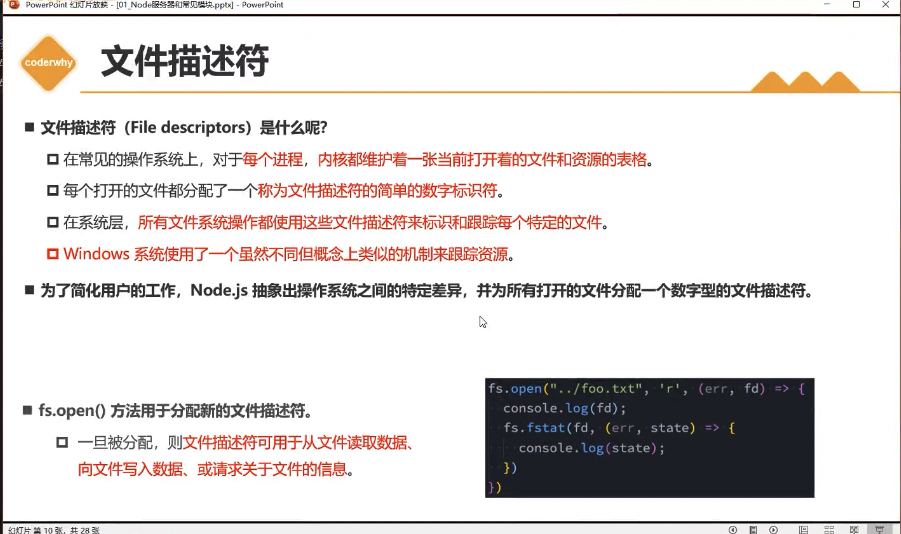 PowerPoint 幻灯片放映 - [01_Node服务器和常见模块.pptx] - PowerPoint
coderwhy
文件描述符
文件描述符（File descriptors）是什么呢？
在常见的操作系统上，对于每个进程，内核都维护着一张当前打开着的文件和资源的表格。
每个打开的文件都分配了一个称为文件描述符的简单的数字标识符。
在系统层，所有文件系统操作都使用这些文件描述符来标识和跟踪每个特定的文件。
Windows 系统使用了一个虽然不同但概念上类似的机制来跟踪资源。
为了简化用户的工作，Node.js 抽象出操作系统之间的特定差异，并为所有打开的文件分配一个数字型的文件描述符。
fs.open() 方法用于分配新的文件描述符。
一旦被分配，则文件描述符可用于从文件读取数据、
向文件写入数据、或请求关于文件的信息。
fs.open("../foo.txt", 'r', (err, fd) => {
console.log(fd);
fs.fstat(fd, (err, state) => {
console.log(state);
})
})
幻灯片 第 10 张，共 28 张